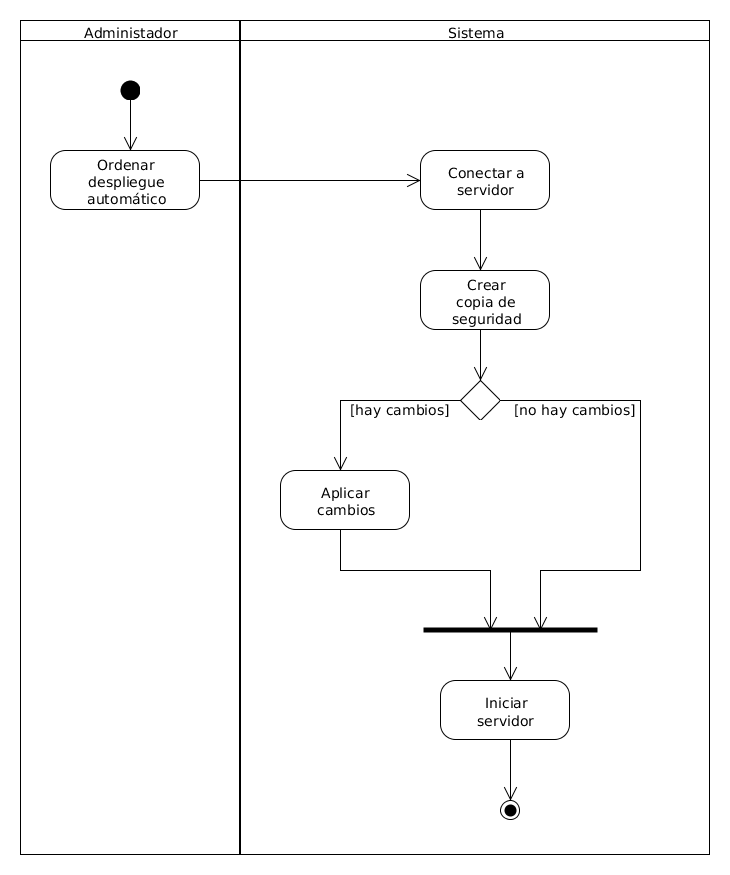 Administador
Sistema
Ordenar
despliegue
automático
Conectar a
servidor
Crear
copia de
seguridad
[hay cambios]
[no hay cambios]
Aplicar
cambios
Iniciar
servidor